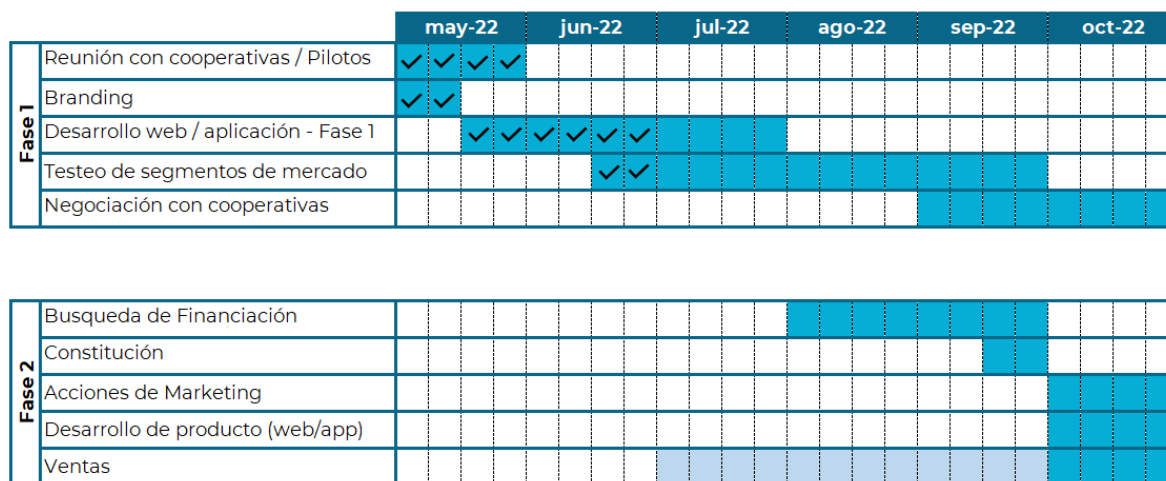 may-22 jun-22 jul-22 ago-22 sep-22 oct-22
Fase 1
Reunión con cooperativas / Pilotos
Branding
Desarrollo web / aplicación - Fase 1
Testeo de segmentos de mercado
Negociación con cooperativas
Fase 2
Busqueda de Financiación
Constitución
Acciones de Marketing
Desarrollo de producto (web/app)
Ventas